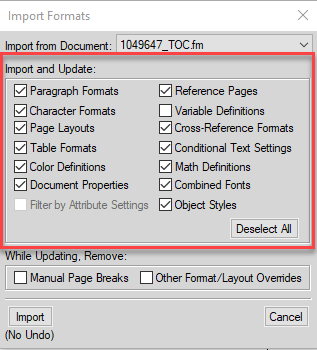 Import Formats
Import from Document: 1049647_TOC.fm
Import and Update:
Paragraph Formats Reference Pages
Character Formats Variable Definitions
Page Layouts Cross-Reference Formats
Table Formats Conditional Text Settings
Color Definitions Math Definitions
Document Properties Combined Fonts
Filter by Attribute Settings Object Styles
Deselect All
While Updating, Remove:
Manual Page Breaks Other Format/Layout Overrides
Import Cancel
(No Undo)